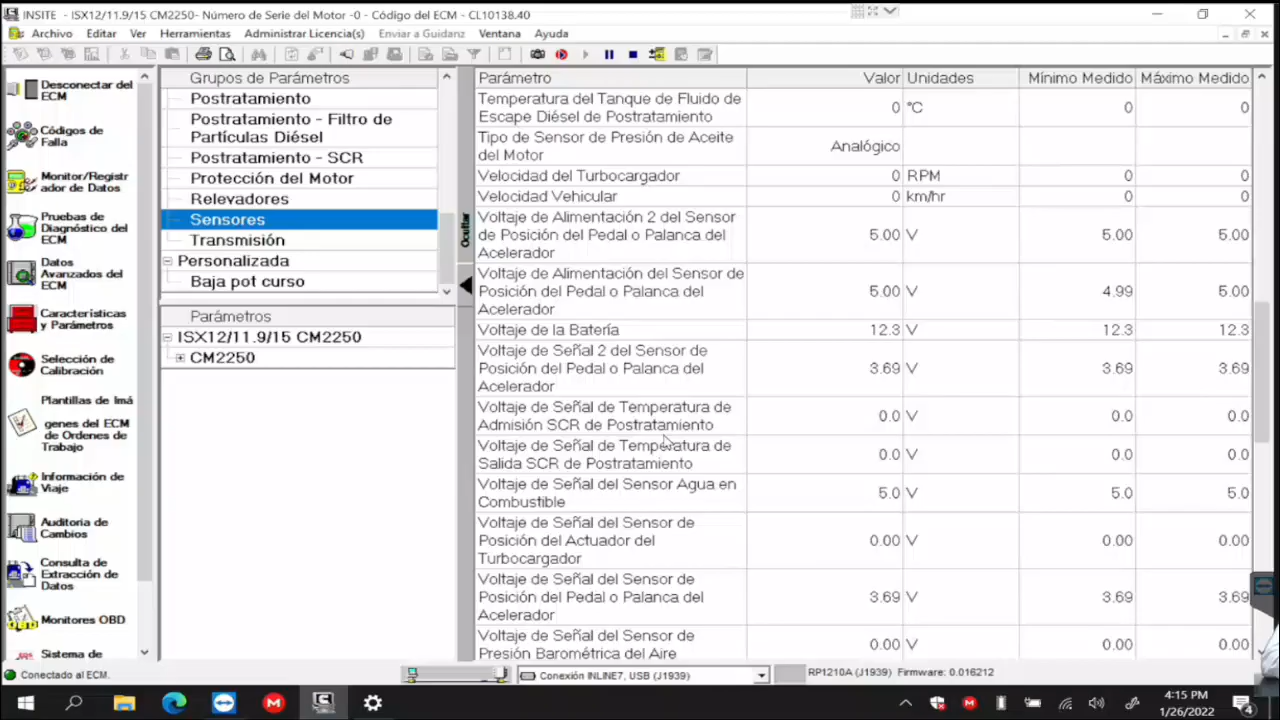 INSITE - ISX12/11.9/15 CM2250- Número de Serie del Motor -0 - Código del ECM - CL10138.40
Archivo Editar Ver Herramientas Administrar Licencia(s) Enviar a Guidanz Ventana Ayuda
Desconectar del
ECM
Códigos de
Falla
Monitor/Registr
ador de Datos
Pruebas de
Diagnóstico del
ECM
Datos
Avanzados del
ECM
Características
y Parámetros
Selección de
Calibración
Plantillas de Imá
genes del ECM
de Ordenes de
Trabajo
Información de
Viaje
Auditoría de
Cambios
Consulta de
Extracción de
Datos
Monitores OBD
Sistema de
Grupos de Parámetros
Postratamiento
Postratamiento - Filtro de
Partículas Diésel
Postratamiento - SCR
Protección del Motor
Relevadores
Sensores
Transmisión
Personalizada
Baja pot curso
Parámetros
ISX12/11.9/15 CM2250
CM2250
Ocultar
Parámetro Valor Unidades Mínimo Medido Máximo Medido
Temperatura del Tanque de Fluido de
Escape Diésel de Postratamiento 0 °C 0 0
Tipo de Sensor de Presión de Aceite
del Motor Analógico
Velocidad del Turbocargador 0 RPM 0 0
Velocidad Vehicular 0 km/hr 0 0
Voltaje de Alimentación 2 del Sensor
de Posición del Pedal o Palanca del 5.00 V 5.00 5.00
Acelerador
Voltaje de Alimentación del Sensor de
Posición del Pedal o Palanca del 5.00 V 4.99 5.00
Acelerador
Voltaje de la Batería 12.3 V 12.3 12.3
Voltaje de Señal 2 del Sensor de
Posición del Pedal o Palanca del 3.69 V 3.69 3.69
Acelerador
Voltaje de Señal de Temperatura de
Admisión SCR de Postratamiento 0.0 V 0.0 0.0
Voltaje de Señal de Temperatura de
Salida SCR de Postratamiento 0.0 V 0.0 0.0
Voltaje de Señal del Sensor Agua en
Combustible 5.0 V 5.0 5.0
Voltaje de Señal del Sensor de
Posición del Actuador del 0.00 V 0.00 0.00
Turbocargador
Voltaje de Señal del Sensor de
Posición del Pedal o Palanca del 3.69 V 3.69 3.69
Acelerador
Voltaje de Señal del Sensor de
Presión Barométrica del Aire 0.00 V 0.00 0.00
Conectado al ECM. Conexión INLINE7, USB (J1939) RP1210A (J1939) Firmware: 0.016212
4:15 PM
1/26/2022
4